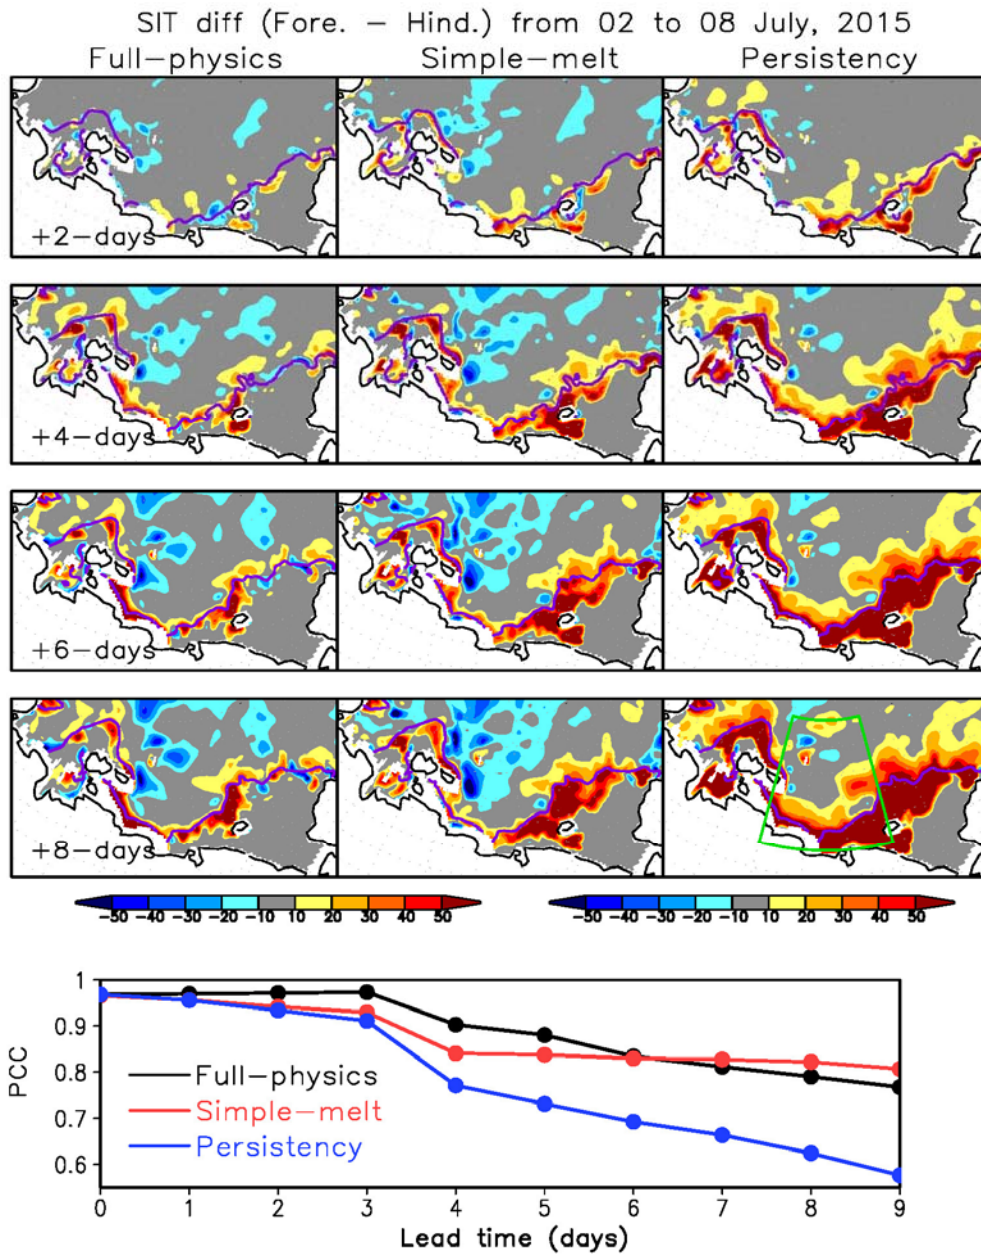 SIT diff (Fore. − Hind.) from 02 to 08 July, 2015
Full−physics Simple−melt Persistency
+2−days
+4−days
+6−days
+8−days
−50 −40 −30 −20 −10 10 20 30 40 50 −50 −40 −30 −20 −10 10 20 30 40 50
1
0.9
0.8
0.7
0.6
PCC
Full−physics
Simple−melt
Persistency
0 1 2 3 4 5 6 7 8 9
Lead time (days)